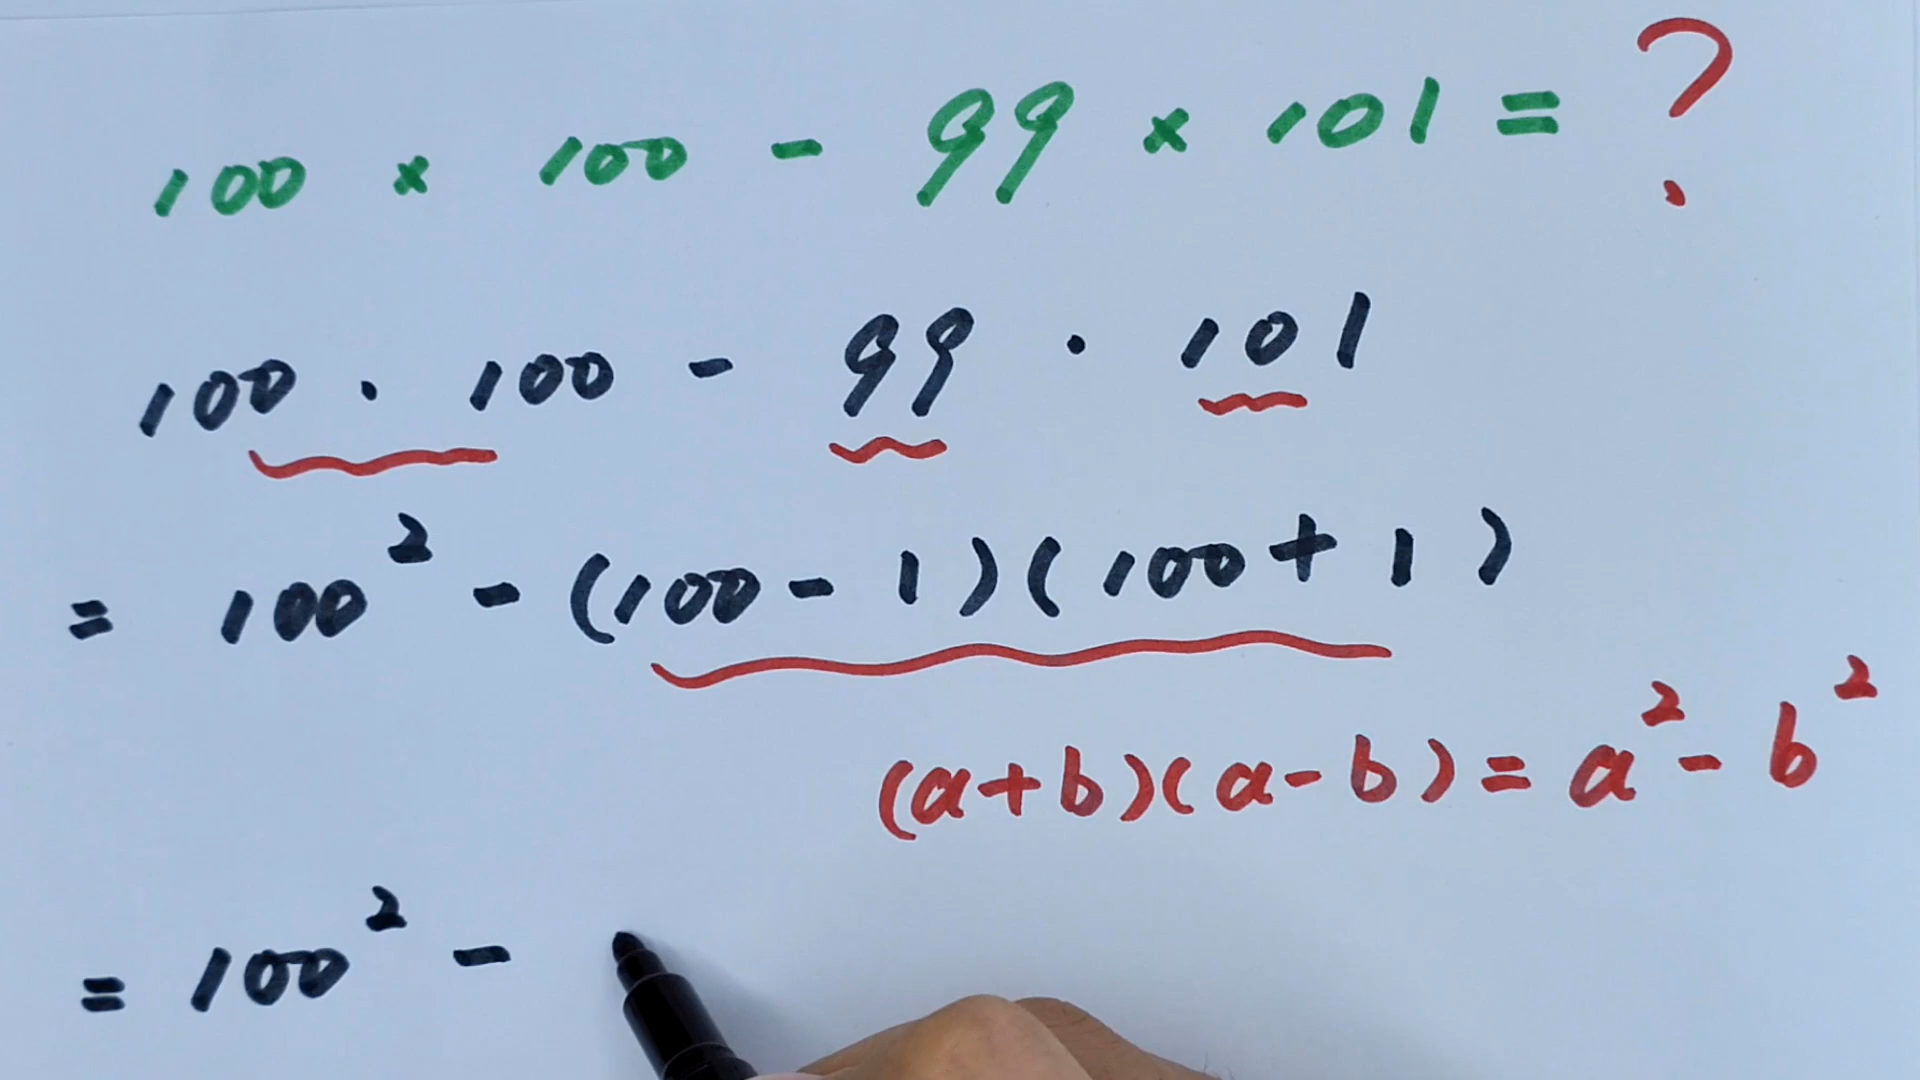 100 × 100 - 99 × 101 = ?
100 · 100 - 99 · 101
= 100² - (100 - 1)(100 + 1)
(a+b)(a-b) = a² - b²
= 100² -